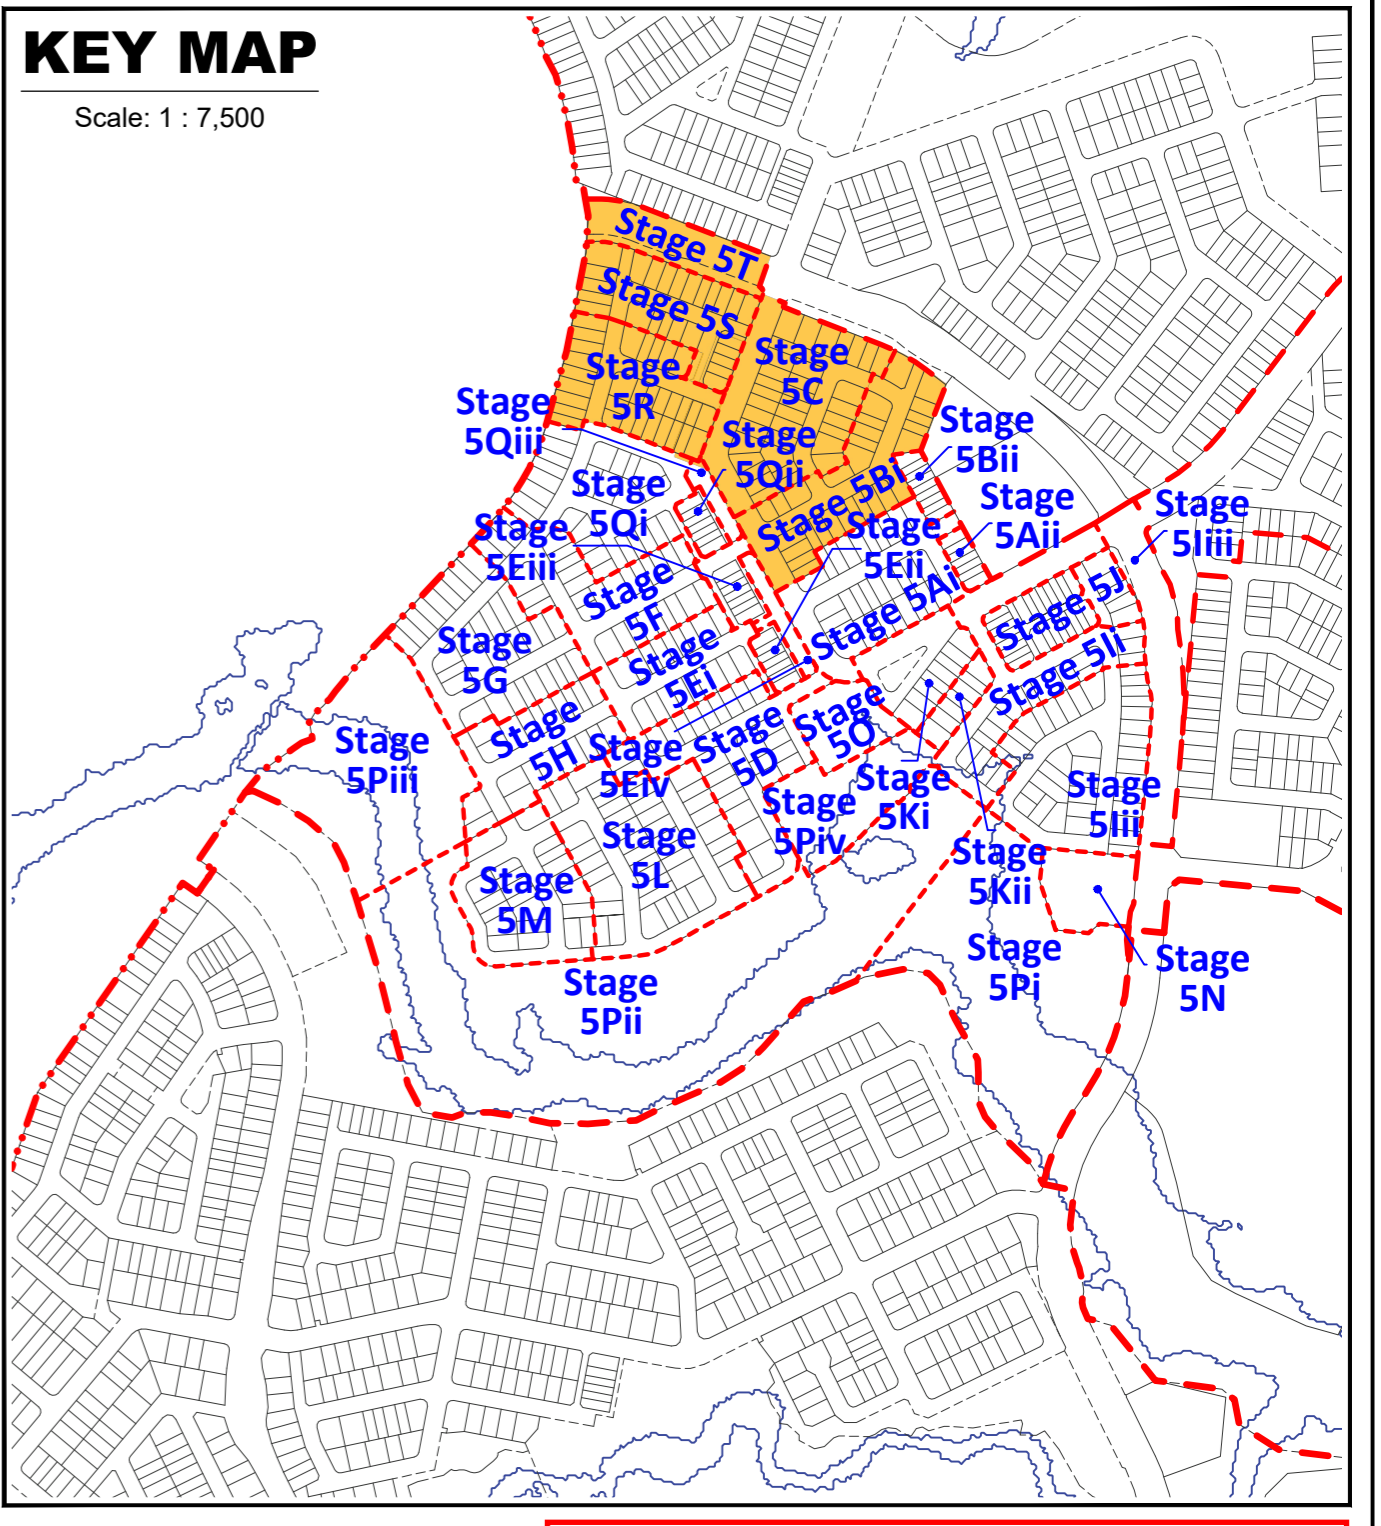 KEY MAP
Scale: 1 : 7,500
Stage 5T
Stage 5S
Stage
5C
Stage
5R
Stage
5Qiii
Stage
5Qii
Stage
5Bii
Stage 5Bi
Stage
5Qi
Stage
5Aii
Stage
5Iiii
Stage
5Eiii
Stage
5Eii
Stage
5F
Stage 5Ai
Stage 5J
Stage
5G
Stage
5Ei
Stage 5Ii
Stage
5H
Stage
5Eiv
Stage
5D
Stage
5O
Stage
5Piii
Stage
5Ki
Stage
5Piv
Stage
5Iii
Stage
5L
Stage
5Kii
Stage
5M
Stage
5Pi
Stage
5N
Stage
5Pii